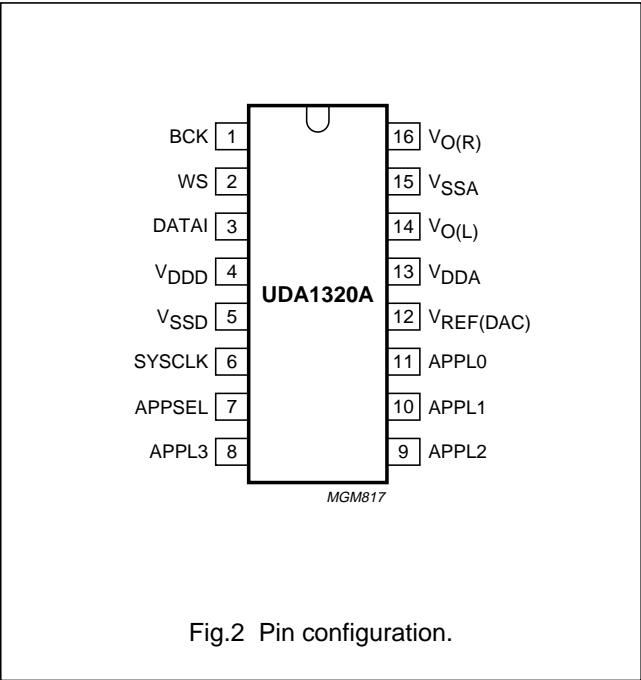 BCK 1 16 VO(R)
WS 2 15 VSSA
DATAI 3 14 VO(L)
VDDD 4 13 VDDA
UDA1320A
VSSD 5 12 VREF(DAC)
SYSCLK 6 11 APPL0
APPSEL 7 10 APPL1
APPL3 8 9 APPL2
MGM817
Fig.2 Pin configuration.